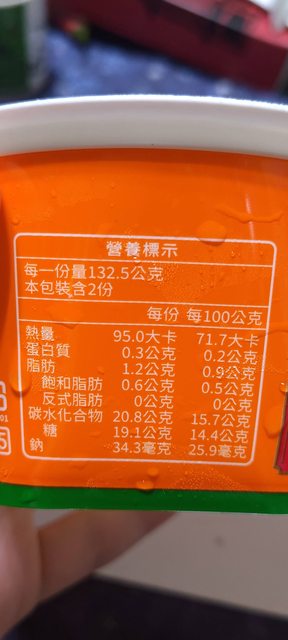 營養標示
每一份量132.5公克
本包裝含2份
每份 每100公克
熱量 95.0大卡 71.7大卡
蛋白質 0.3公克 0.2公克
脂肪 1.2公克 0.9公克
飽和脂肪 0.6公克 0.5公克
反式脂肪 0公克 0公克
碳水化合物 20.8公克 15.7公克
糖 19.1公克 14.4公克
鈉 34.3毫克 25.9毫克